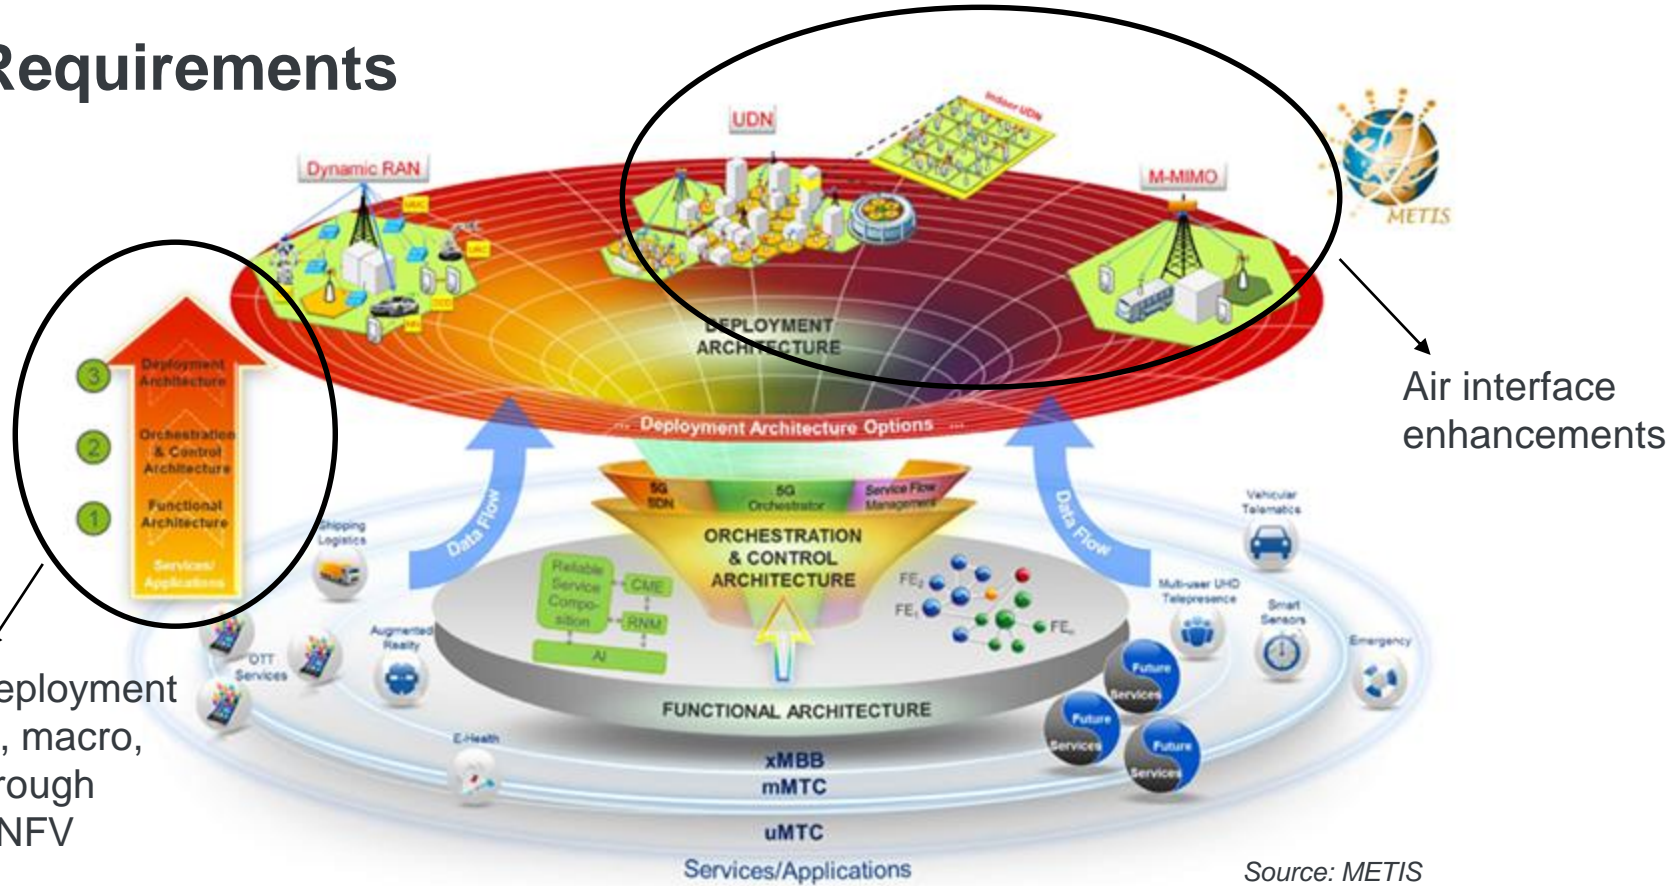 Requirements
UDN
Indoor UDN
Dynamic RAN
M-MIMO
METIS
DEPLOYMENT
ARCHITECTURE
3
Deployment
Architecture
2
Orchestration
& Control
Architecture
1
Functional
Architecture
Services/
Applications
Air interface
enhancements
... Deployment Architecture Options ...
Data Flow
Data Flow
5G
SDN
5G
Orchestrator
Service Flow
Management
ORCHESTRATION
& CONTROL
ARCHITECTURE
Shipping
Logistics
Vehicular
Telematics
Reliable
Service
Compo-
sition
CME
RNM
AI
FE2
FE1
FEn
Multi-user UHD
Telepresence
Smart
Sensors
Emergency
Augmented
Reality
OTT
Services
Future
Services
Future
Services
Future
Services
FUNCTIONAL ARCHITECTURE
E-Health
xMBB
mMTC
uMTC
Services/Applications
eployment
, macro,
rough
NFV
Source: METIS